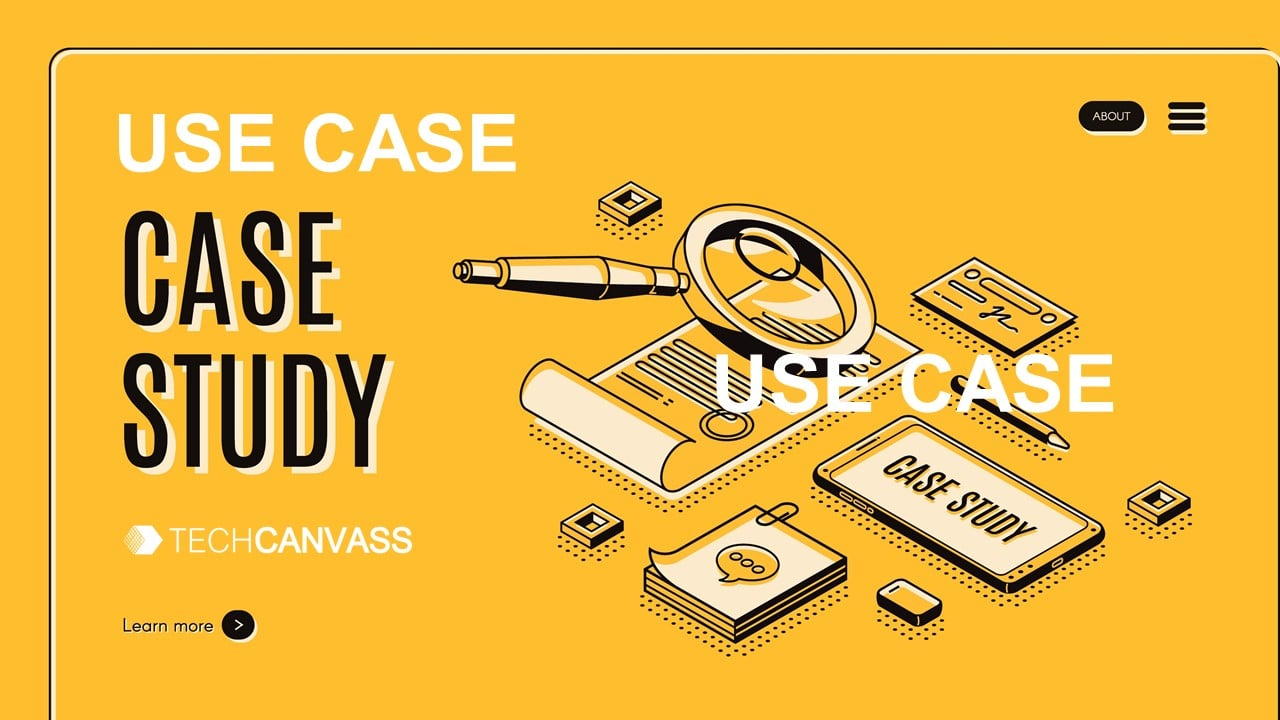 USE CASE
ABOUT
CASE
STUDY
USE CASE
CASE STUDY
TECHCANVASS
Learn more